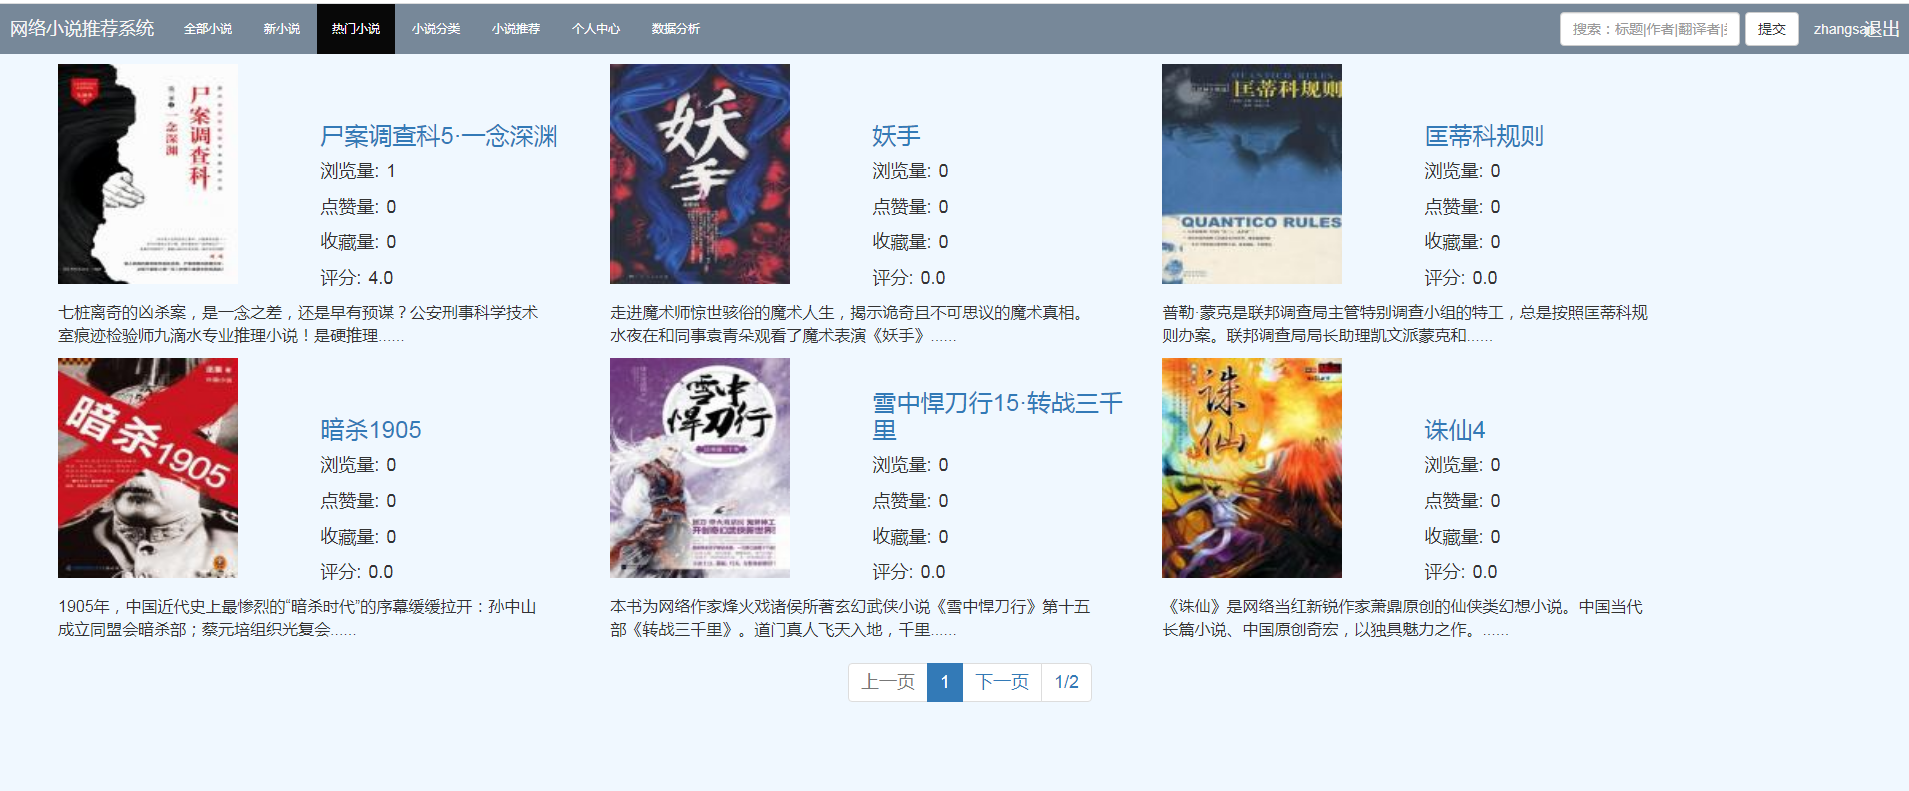 网络小说推荐系统 全部小说 新小说 热门小说 小说分类 小说推荐 个人中心 数据分析 搜索：标题|作者|翻译者| 提交 zhangsan 退出
尸案调查科
一念深渊
尸案调查科5·一念深渊
浏览量: 1
点赞量: 0
收藏量: 0
评分: 4.0
七桩离奇的凶杀案，是一念之差，还是早有预谋？公安刑事科学技术
室痕迹检验师九滴水专业推理小说！是硬推理......
妖手
妖手
浏览量: 0
点赞量: 0
收藏量: 0
评分: 0.0
走进魔术师惊世骇俗的魔术人生，揭示诡奇且不可思议的魔术真相。
水夜在和同事袁青朵观看了魔术表演《妖手》......
QUANTICO RULES
匡蒂科规则
QUANTICO RULES
匡蒂科规则
浏览量: 0
点赞量: 0
收藏量: 0
评分: 0.0
普勒·蒙克是联邦调查局主管特别调查小组的特工，总是按照匡蒂科规
则办案。联邦调查局局长助理凯文派蒙克和......
暗杀1905
暗杀1905
浏览量: 0
点赞量: 0
收藏量: 0
评分: 0.0
1905年，中国近代史上最惨烈的“暗杀时代”的序幕缓缓拉开：孙中山
成立同盟会暗杀部；蔡元培组织光复会......
雪中
悍刀行
雪中悍刀行15·转战三千
里
浏览量: 0
点赞量: 0
收藏量: 0
评分: 0.0
本书为网络作家烽火戏诸侯所著玄幻武侠小说《雪中悍刀行》第十五
部《转战三千里》。道门真人飞天入地，千里......
诛仙
诛仙4
浏览量: 0
点赞量: 0
收藏量: 0
评分: 0.0
《诛仙》是网络当红新锐作家萧鼎原创的仙侠类幻想小说。中国当代
长篇小说、中国原创奇宏，以独具魅力之作。......
上一页 1 下一页 1/2